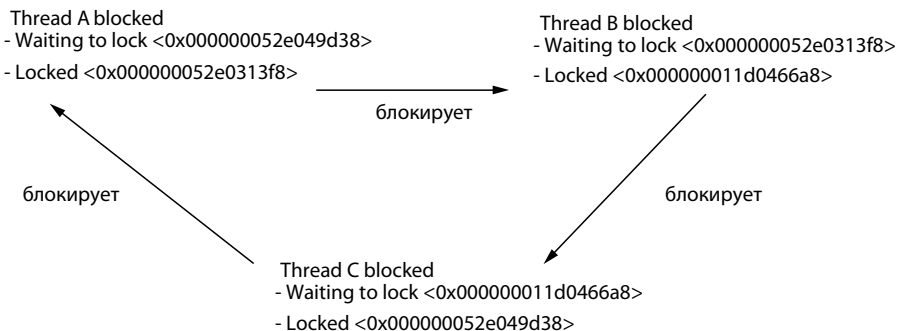 Thread A blocked
- Waiting to lock <0x000000052e049d38>
- Locked <0x000000052e0313f8>
Thread B blocked
- Waiting to lock <0x000000052e0313f8>
- Locked <0x000000011d0466a8>
блокирует
блокирует
блокирует
Thread C blocked
- Waiting to lock <0x000000011d0466a8>
- Locked <0x000000052e049d38>